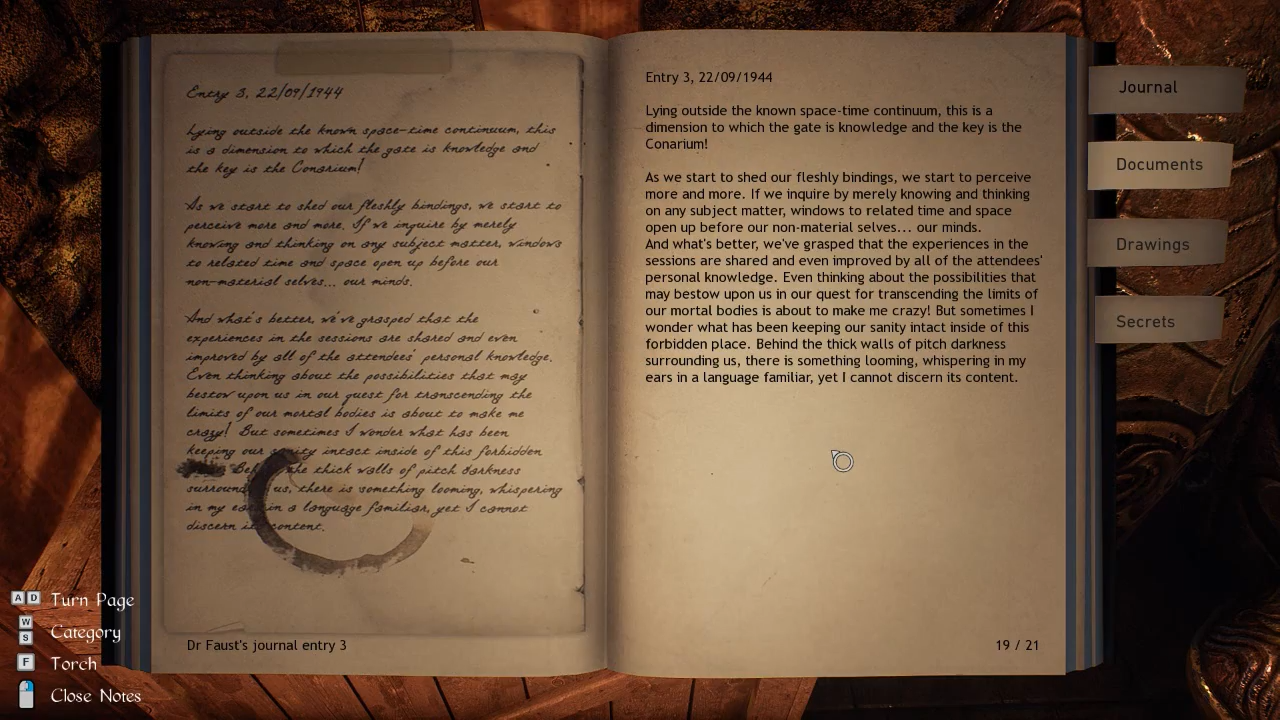 Entry 3, 22/09/1944
Lying outside the known space-time continuum, this
is a dimension to which the gate is knowledge and
the key is the Conarium!
As we start to shed our fleshly bindings, we start to
perceive more and more. If we inquire by merely
knowing and thinking on any subject matter, windows
to related time and space open up before our
non-material selves... our minds.
And what's better, we've grasped that the
experiences in the sessions are shared and even
improved by all of the attendees' personal knowledge.
Even thinking about the possibilities that may
bestow upon us in our quest for transcending the
limits of our mortal bodies is about to make me
crazy! But sometimes I wonder what has been
keeping our sanity intact inside of this forbidden
Behind the thick walls of pitch darkness
surrounding us, there is something looming, whispering
in my ears in a language familiar, yet I cannot
discern its content.
Dr Faust's journal entry 3
Entry 3, 22/09/1944
Lying outside the known space-time continuum, this is a
dimension to which the gate is knowledge and the key is the
Conarium!
As we start to shed our fleshly bindings, we start to perceive
more and more. If we inquire by merely knowing and thinking
on any subject matter, windows to related time and space
open up before our non-material selves... our minds.
And what's better, we've grasped that the experiences in the
sessions are shared and even improved by all of the attendees'
personal knowledge. Even thinking about the possibilities that
may bestow upon us in our quest for transcending the limits of
our mortal bodies is about to make me crazy! But sometimes I
wonder what has been keeping our sanity intact inside of this
forbidden place. Behind the thick walls of pitch darkness
surrounding us, there is something looming, whispering in my
ears in a language familiar, yet I cannot discern its content.
19 / 21
Journal
Documents
Drawings
Secrets
A D Turn Page
W
S
Category
F Torch
Close Notes